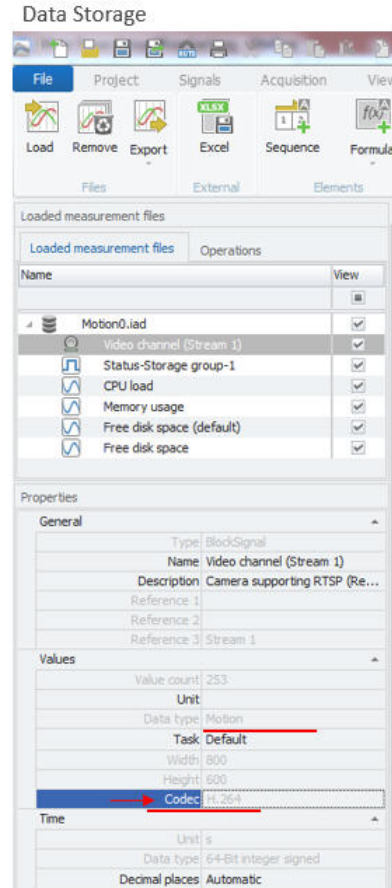 Data Storage
File Project Signals Acquisition View
XLSX
Load Remove Export Excel Sequence Formula
Files External Elements
Loaded measurement files
Loaded measurement files Operations
Name View
Motion0.iad
Video channel (Stream 1)
Status-Storage group-1
CPU load
Memory usage
Free disk space (default)
Free disk space
Properties
General
Type BlockSignal
Name Video channel (Stream 1)
Description Camera supporting RTSP (Re...
Reference 1
Reference 2
Reference 3 Stream 1
Values
Value count 253
Unit
Data type Motion
Task Default
Width 800
Height 600
Codec H.264
Time
Unit s
Data type 64-Bit integer signed
Decimal places Automatic